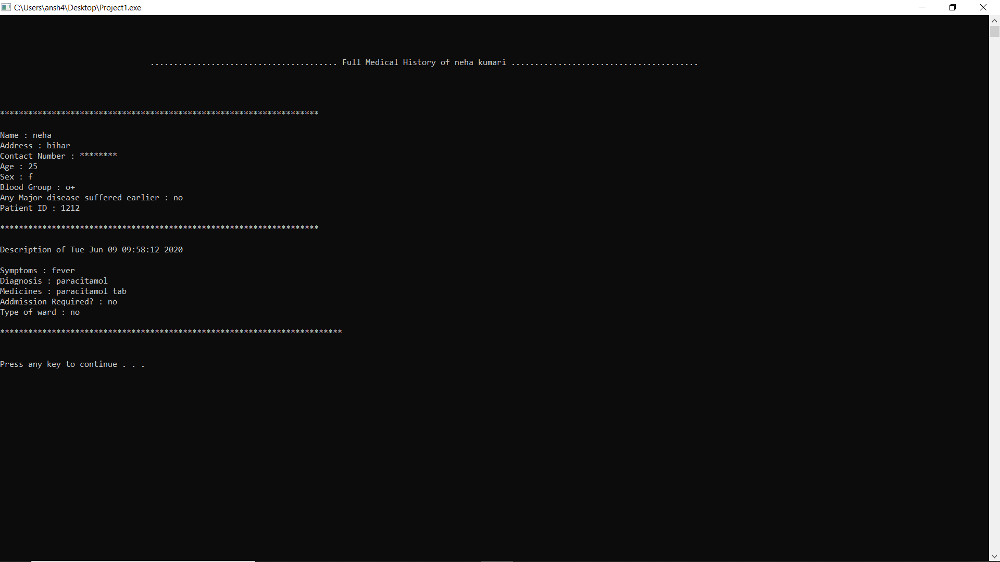 C:\Users\ansh4\Desktop\Project1.exe
........................................ Full Medical History of neha kumari ........................................
********************************************************************
Name : neha
Address : bihar
Contact Number : ********
Age : 25
Sex : f
Blood Group : o+
Any Major disease suffered earlier : no
Patient ID : 1212
********************************************************************
Description of Tue Jun 09 09:58:12 2020
Symptoms : fever
Diagnosis : paracitamol
Medicines : paracitamol tab
Addmission Required? : no
Type of ward : no
*************************************************************************
Press any key to continue . . .